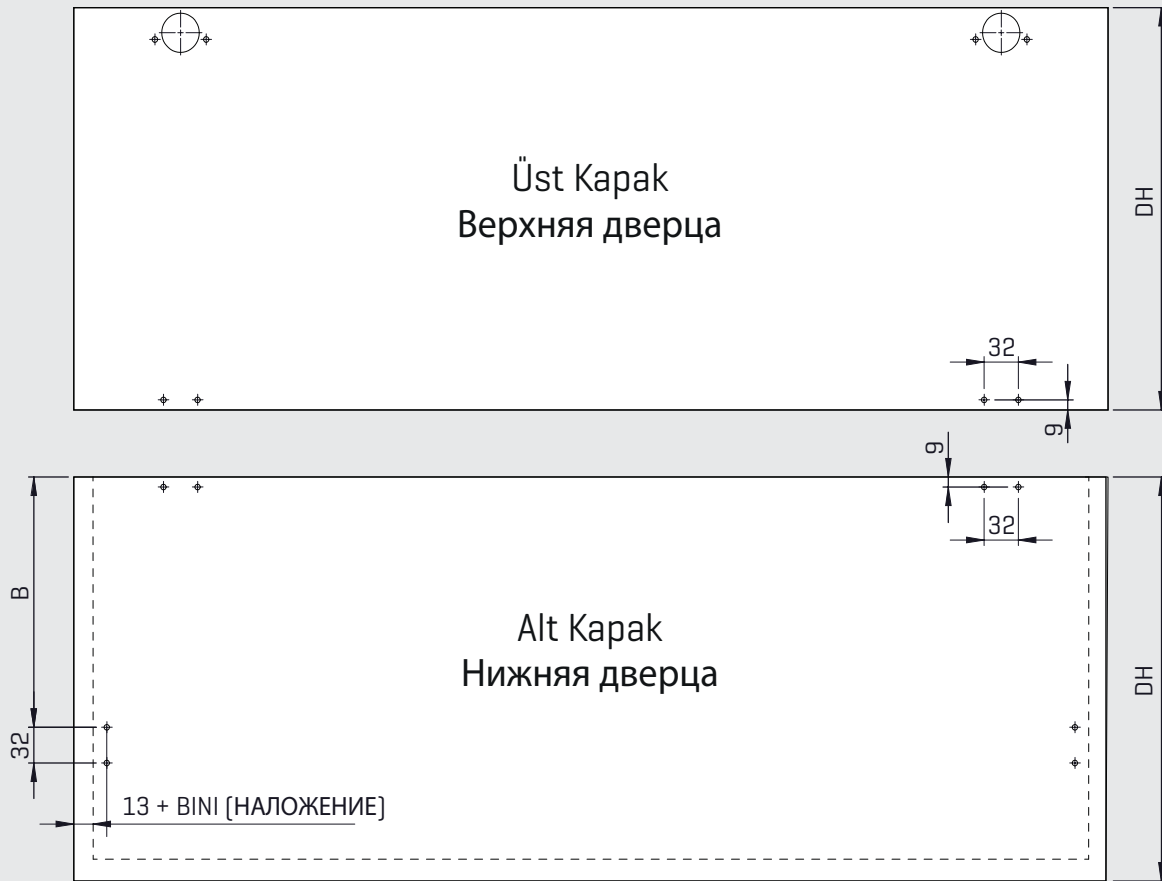 Üst Kapak
Верхняя дверца
DH
32
9
9
32
B
Alt Kapak
Нижняя дверца
DH
32
13 + BINI (НАЛОЖЕНИЕ)